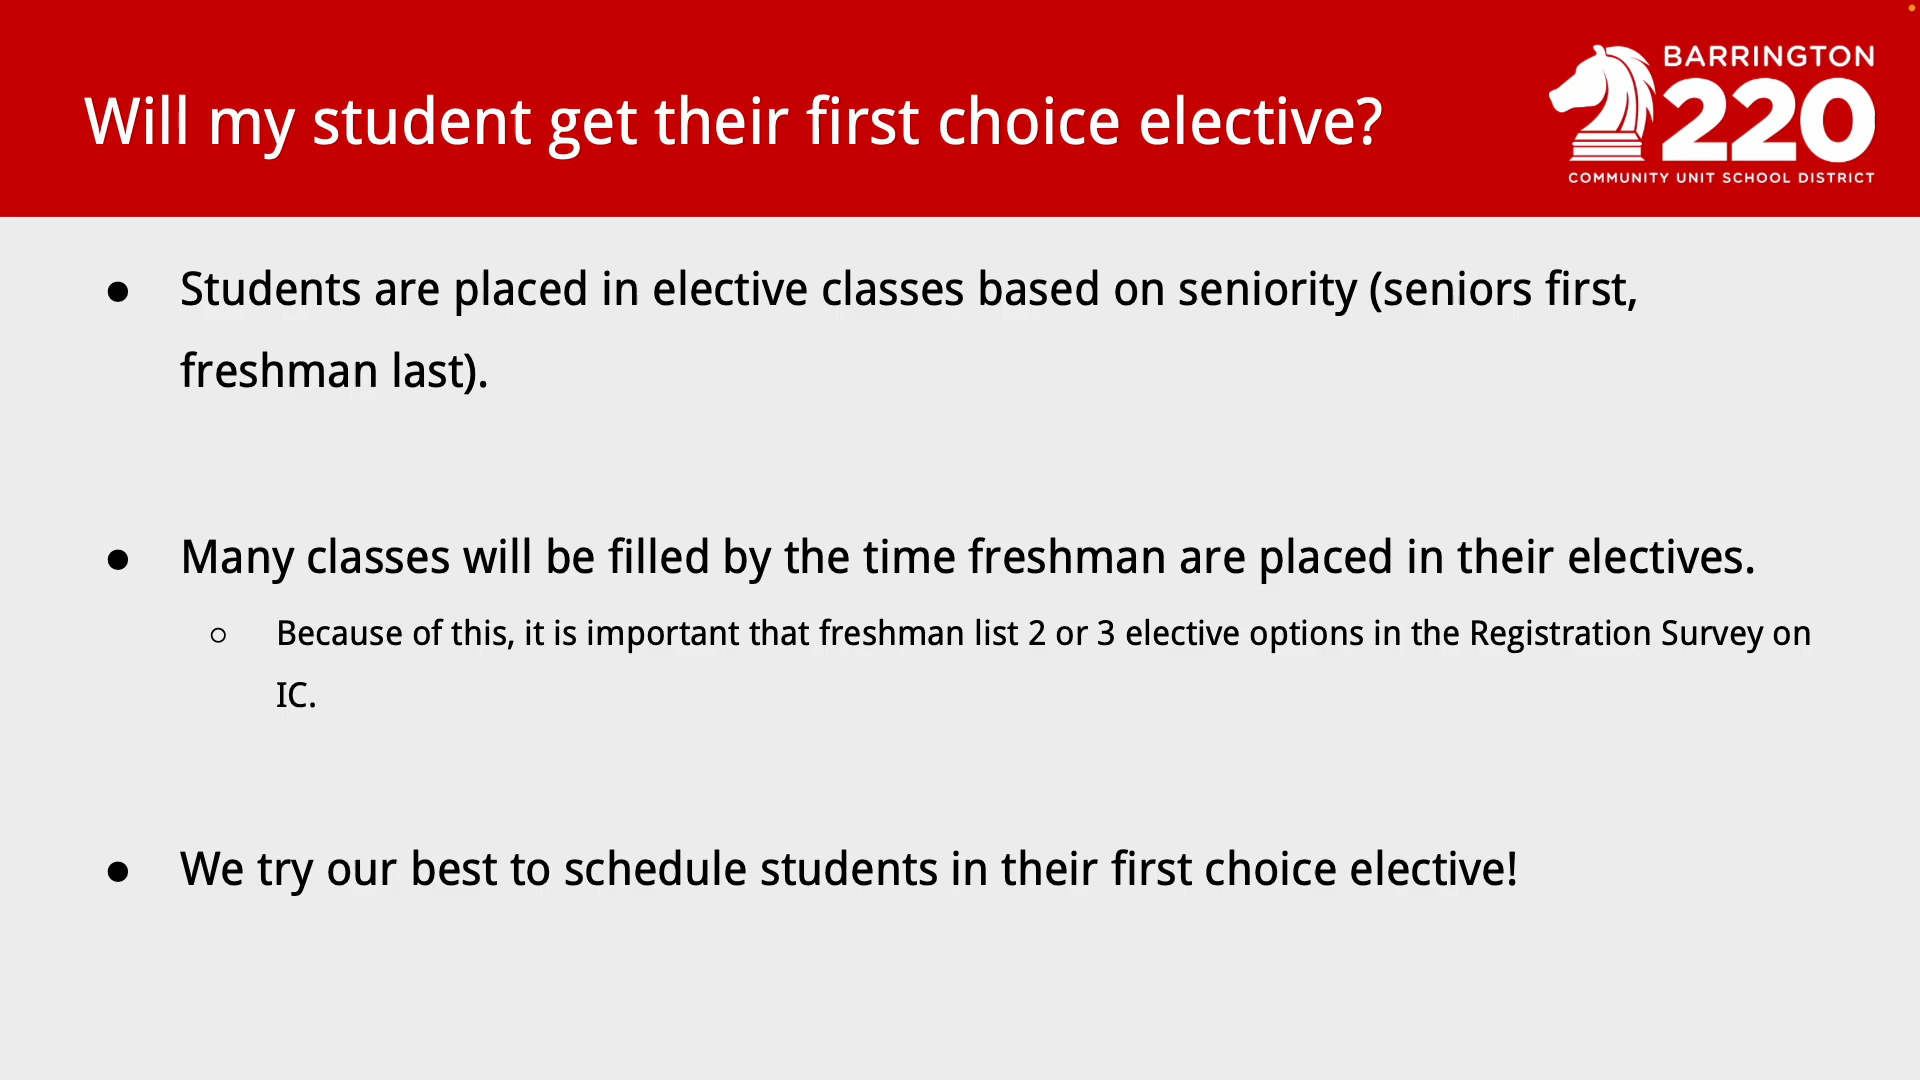 Will my student get their first choice elective?
BARRINGTON
220
COMMUNITY UNIT SCHOOL DISTRICT
● Students are placed in elective classes based on seniority (seniors first,
freshman last).
● Many classes will be filled by the time freshman are placed in their electives.
○ Because of this, it is important that freshman list 2 or 3 elective options in the Registration Survey on
IC.
● We try our best to schedule students in their first choice elective!